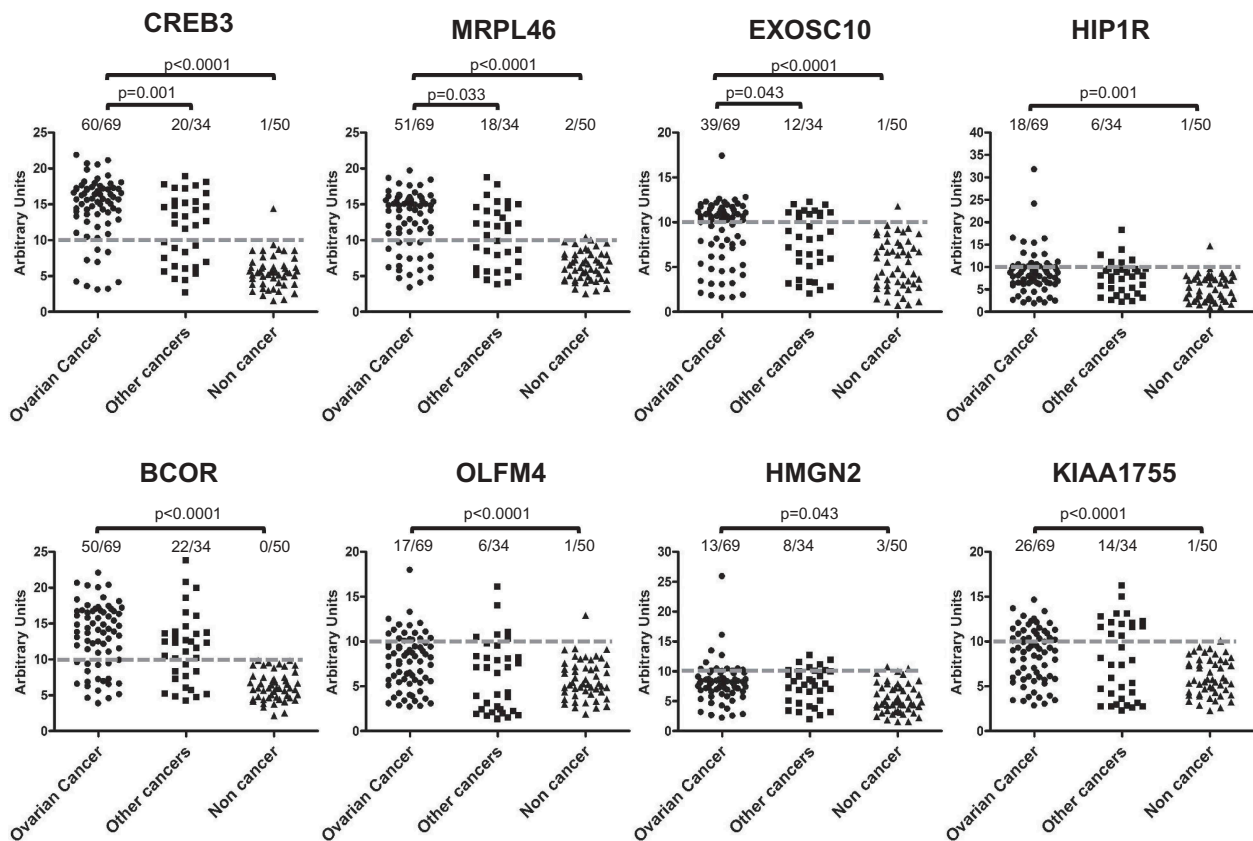 CREB3
MRPL46
EXOSC10
HIP1R
p<0.0001
p<0.0001
p<0.0001
p=0.001
p=0.001
p=0.033
p=0.043
60/69 20/34 1/50
51/69 18/34 2/50
39/69 12/34 1/50
18/69 6/34 1/50
Arbitrary Units
25
20
15
10
5
0
Ovarian Cancer
Other cancers
Non cancer
Arbitrary Units
25
20
15
10
5
0
Ovarian Cancer
Other cancers
Non cancer
Arbitrary Units
20
15
10
5
0
Ovarian Cancer
Other cancers
Non cancer
Arbitrary Units
40
35
30
25
20
15
10
5
0
Ovarian Cancer
Other cancers
Non cancer
BCOR
OLFM4
HMGN2
KIAA1755
p<0.0001
p<0.0001
p=0.043
p<0.0001
50/69 22/34 0/50
17/69 6/34 1/50
13/69 8/34 3/50
26/69 14/34 1/50
Arbitrary Units
25
20
15
10
5
0
Ovarian Cancer
Other cancers
Non cancer
Arbitrary Units
20
15
10
5
0
Ovarian Cancer
Other cancers
Non cancer
Arbitrary Units
30
25
20
15
10
5
0
Ovarian Cancer
Other cancers
Non cancer
Arbitrary Units
20
15
10
5
0
Ovarian Cancer
Other cancers
Non cancer